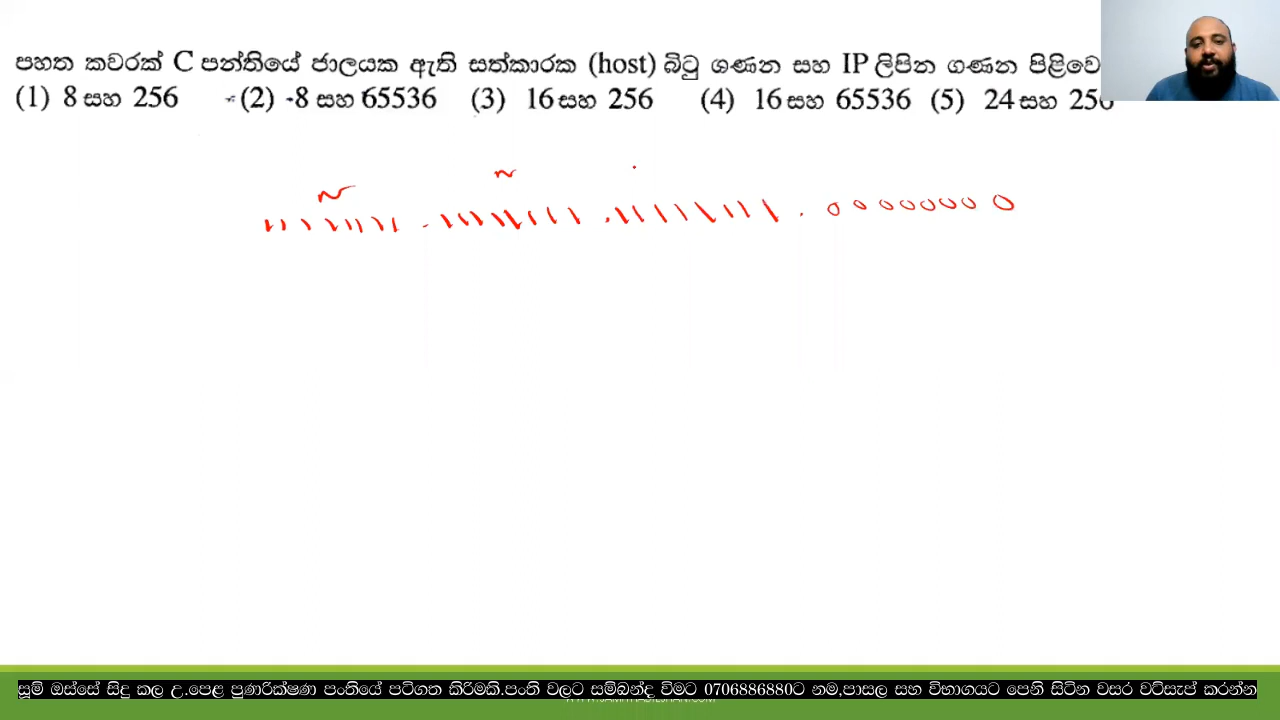 පහත කවරක් C පන්තියේ ජාලයක ඇති සත්කාරක (host) බිටු ගණන සහ IP ලිපින ගණන පිළිවෙ
(1) 8 සහ 256 (2) 8 සහ 65536 (3) 16 සහ 256 (4) 16 සහ 65536 (5) 24 සහ 256
N N
11111111 . 11111111 . 11111111 . 00000000
සූම් ඔස්සේ සිදු කල උ.පෙළ පුණරික්ෂණ පංතියේ පටිගත කිරිමකි.පංති වලට සම්බන්ද විමට 0706886880ට නම,පාසල සහ විභාගයට පෙනි සිටින වසර වට්සැප් කරන්න